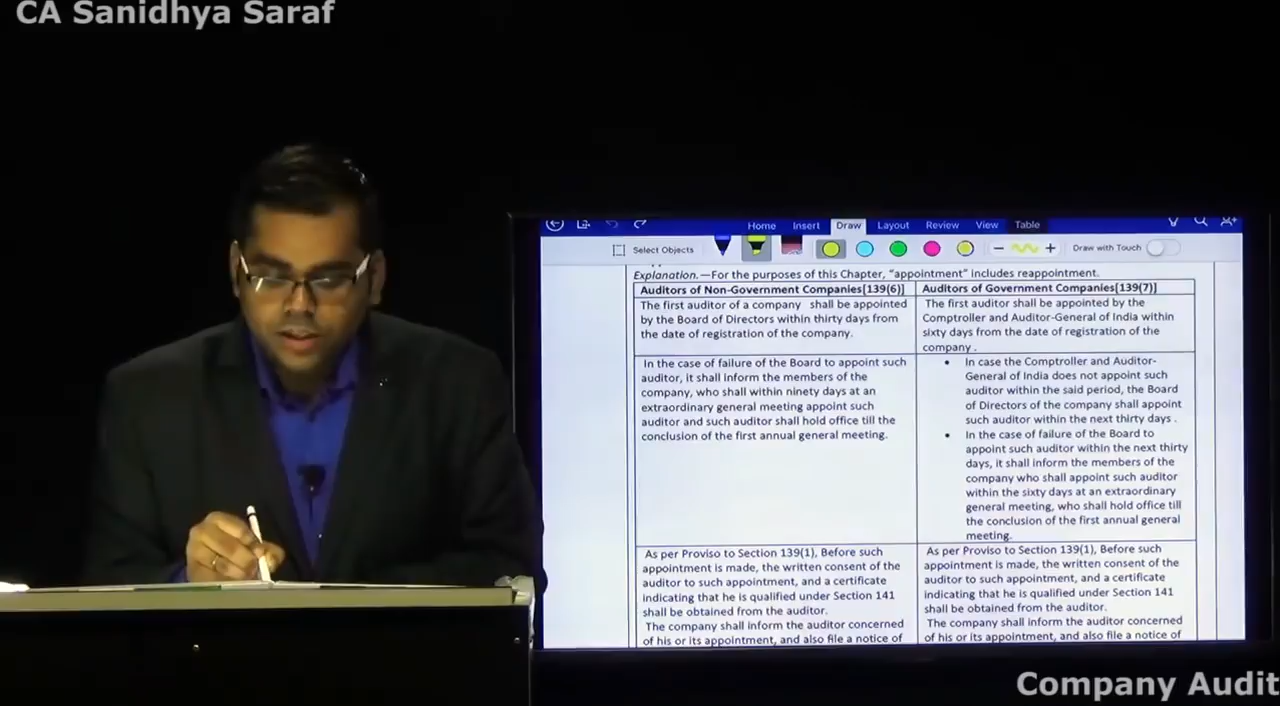 CA Sanidhya Saraf
Home Insert Draw Layout Review View Table
Select Objects
Draw with Touch
Explanation.—For the purposes of this Chapter, "appointment" includes reappointment.
Auditors of Non-Government Companies[139(6)]
The first auditor of a company shall be appointed
by the Board of Directors within thirty days from
the date of registration of the company.
Auditors of Government Companies[139(7)]
The first auditor shall be appointed by the
Comptroller and Auditor-General of India within
sixty days from the date of registration of the
company .
In the case of failure of the Board to appoint such
auditor, it shall inform the members of the
company, who shall within ninety days at an
extraordinary general meeting appoint such
auditor and such auditor shall hold office till the
conclusion of the first annual general meeting.
• In case the Comptroller and Auditor-
General of India does not appoint such
auditor within the said period, the Board
of Directors of the company shall appoint
such auditor within the next thirty days .
• In the case of failure of the Board to
appoint such auditor within the next thirty
days, it shall inform the members of the
company who shall appoint such auditor
within the sixty days at an extraordinary
general meeting, who shall hold office till
the conclusion of the first annual general
meeting.
As per Proviso to Section 139(1), Before such
appointment is made, the written consent of the
auditor to such appointment, and a certificate
indicating that he is qualified under Section 141
shall be obtained from the auditor.
The company shall inform the auditor concerned
of his or its appointment, and also file a notice of
As per Proviso to Section 139(1), Before such
appointment is made, the written consent of the
auditor to such appointment, and a certificate
indicating that he is qualified under Section 141
shall be obtained from the auditor.
The company shall inform the auditor concerned
of his or its appointment, and also file a notice of
Company Audit